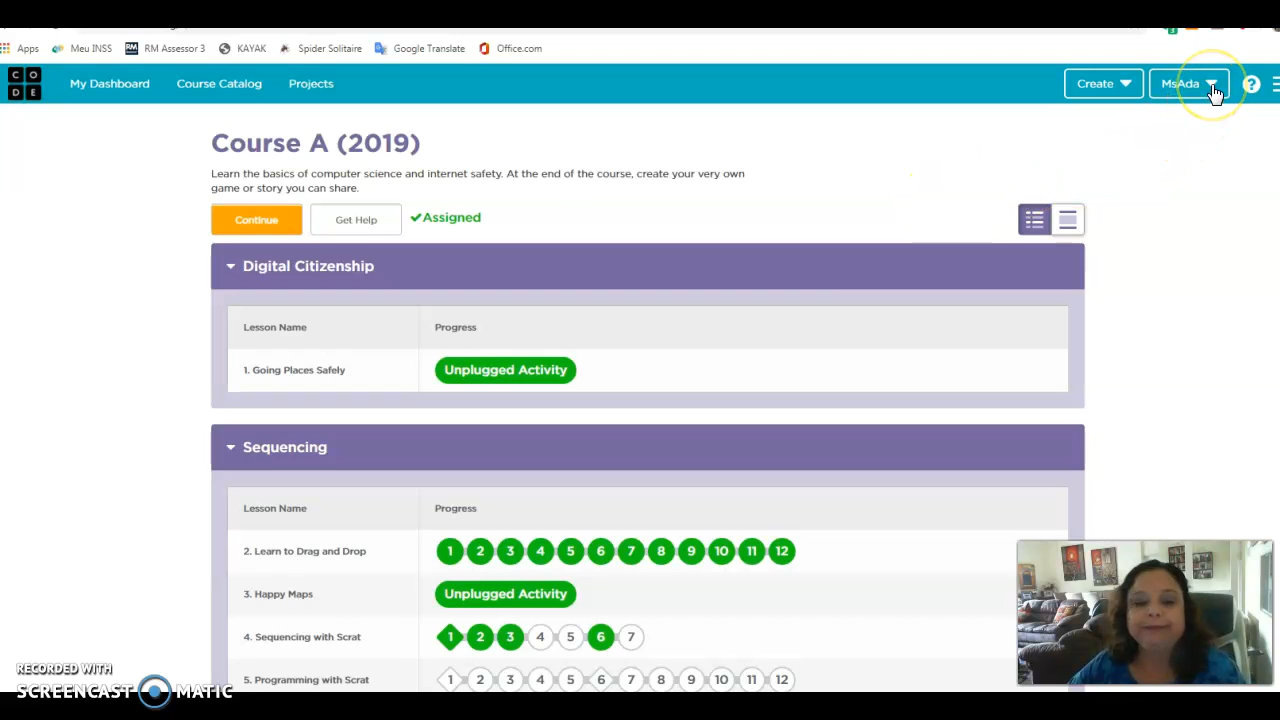 Apps Meu INSS RM RM Assessor 3 KAYAK Spider Solitaire Google Translate Office.com
C O
D E
My Dashboard Course Catalog Projects Create MsAda ?
Course A (2019)
Learn the basics of computer science and internet safety. At the end of the course, create your very own
game or story you can share.
Continue Get Help Assigned
Digital Citizenship
Lesson Name Progress
1. Going Places Safely Unplugged Activity
Sequencing
Lesson Name Progress
2. Learn to Drag and Drop 1 2 3 4 5 6 7 8 9 10 11 12
3. Happy Maps Unplugged Activity
4. Sequencing with Scrat 1 2 3 4 5 6 7
5. Programming with Scrat 1 2 3 4 5 6 7 8 9 10 11 12
RECORDED WITH
SCREENCAST MATIC